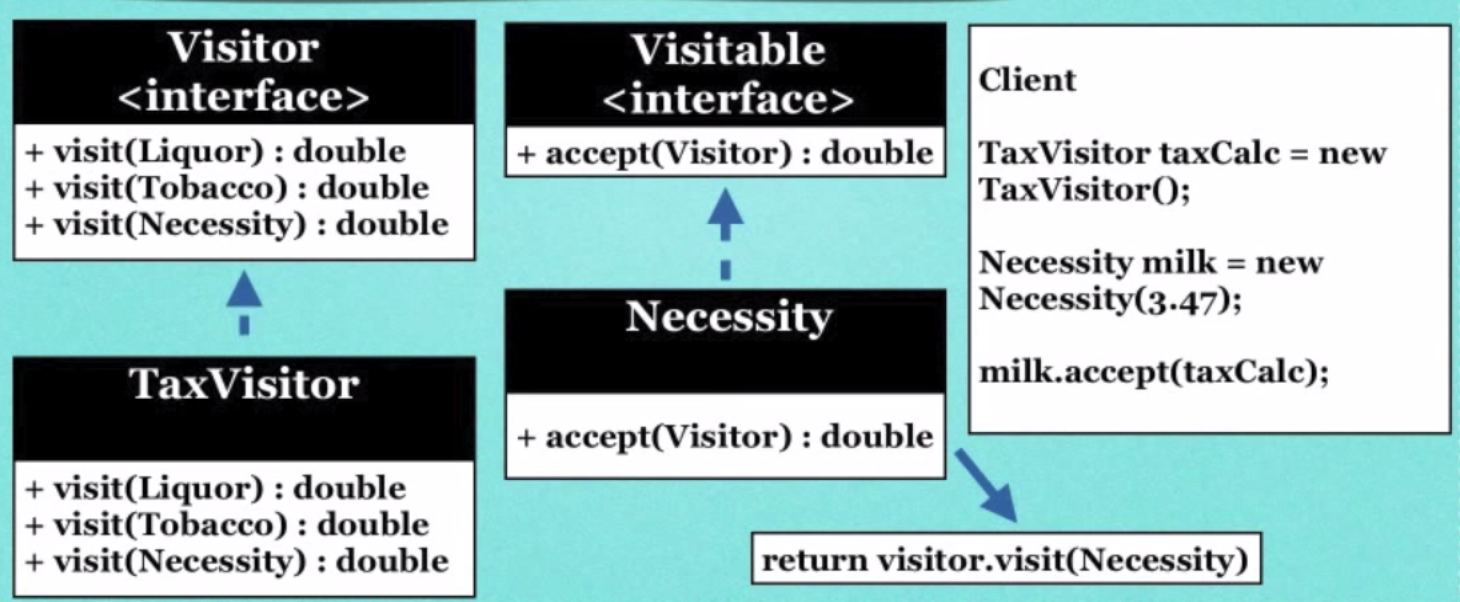 Visitor
<interface>
+ visit(Liquor) : double
+ visit(Tobacco) : double
+ visit(Necessity) : double
TaxVisitor
+ visit(Liquor) : double
+ visit(Tobacco) : double
+ visit(Necessity) : double
Visitable
<interface>
+ accept(Visitor) : double
Necessity
+ accept(Visitor) : double
return visitor.visit(Necessity)
Client
TaxVisitor taxCalc = new
TaxVisitor();
Necessity milk = new
Necessity(3.47);
milk.accept(taxCalc);